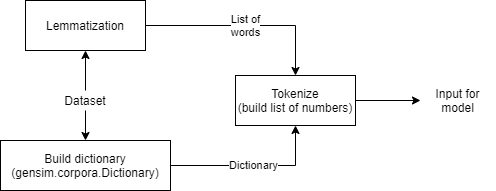 Lemmatization
List of
words
Dataset
Tokenize
(build list of numbers)
Input for
model
Build dictionary
(gensim.corpora.Dictionary)
Dictionary